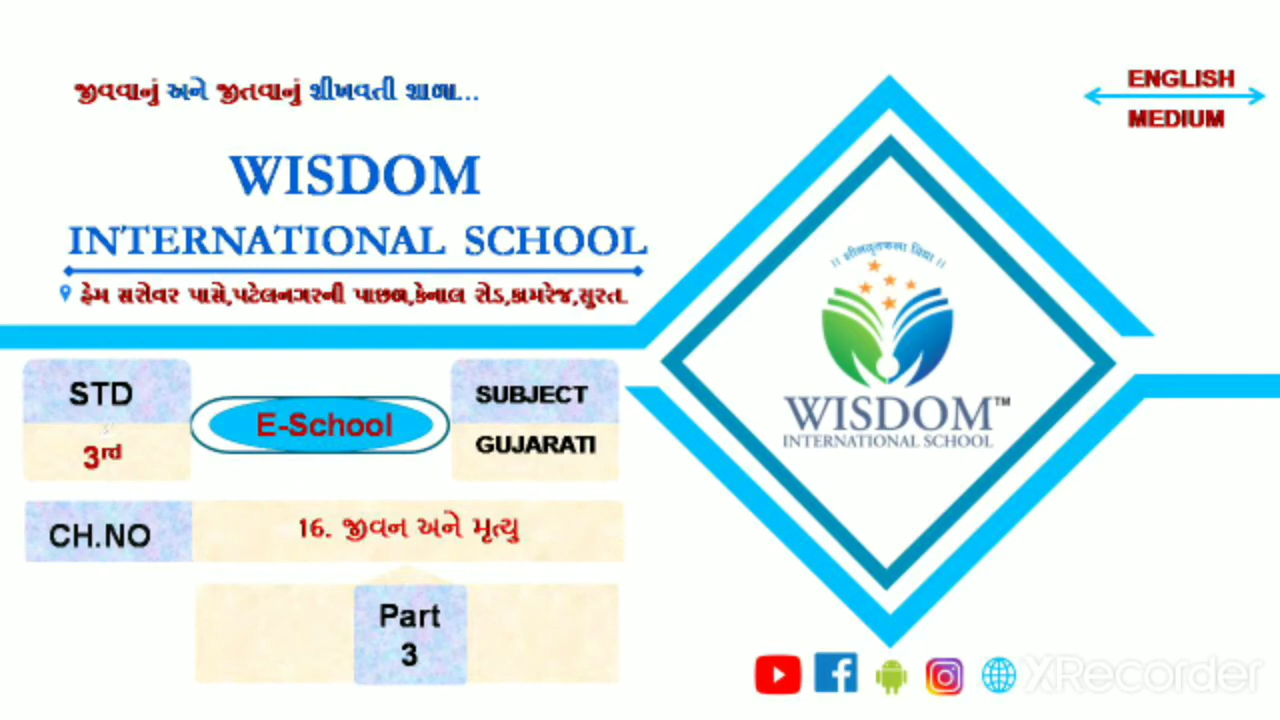 જીવવાનું અને જીતવાનું શીખવતી શાળા...
ENGLISH
MEDIUM
WISDOM
INTERNATIONAL SCHOOL
ફેમ સરોવર પાસે,પટેલનગરની પાછળ,કેનાલ રોડ,કામરેજ,સુરત.
STD
3rd
E-School
SUBJECT
GUJARATI
CH.NO
16. જીવન અને મૃત્યુ
Part
3
WISDOM™
INTERNATIONAL SCHOOL
XRecorder